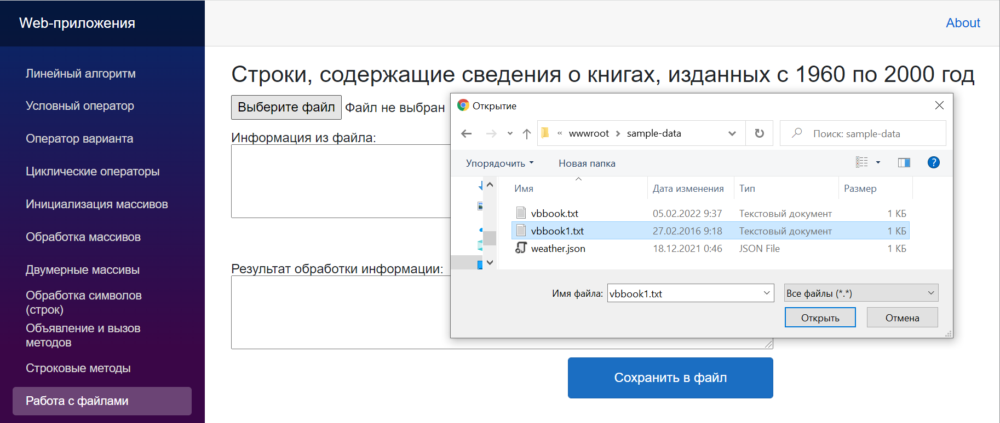 Web-приложения
About
Линейный алгоритм
Условный оператор
Оператор варианта
Циклические операторы
Инициализация массивов
Обработка массивов
Двумерные массивы
Обработка символов
(строк)
Объявление и вызов
методов
Строковые методы
Работа с файлами
Строки, содержащие сведения о книгах, изданных с 1960 по 2000 год
Выберите файл Файл не выбран
Информация из файла:
Результат обработки информации:
Сохранить в файл
Открытие
« wwwroot › sample-data
Поиск: sample-data
Упорядочить Новая папка
?
Имя Дата изменения Тип Размер
vbbook.txt 05.02.2022 9:37 Текстовый документ 1 КБ
vbbook1.txt 27.02.2016 9:18 Текстовый документ 1 КБ
weather.json 18.12.2021 0:46 JSON File 1 КБ
Имя файла: vbbook1.txt Все файлы (*.*)
Открыть Отмена